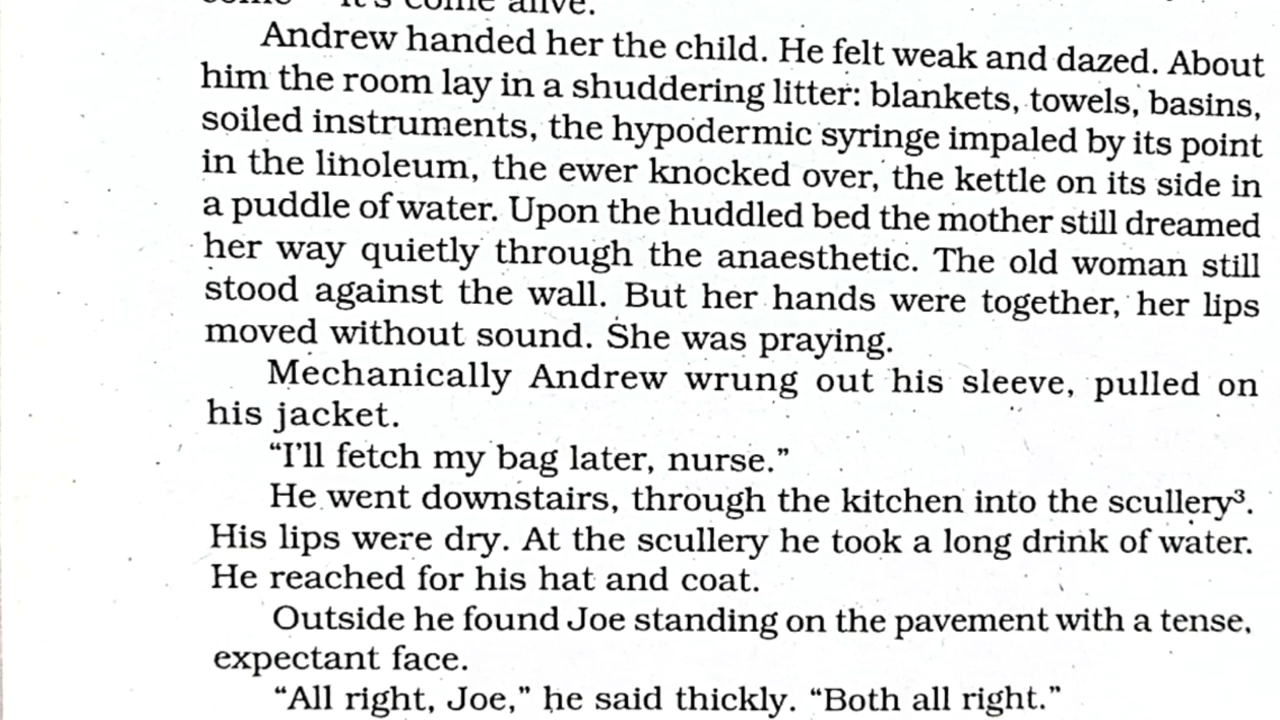 come — it's come alive.
Andrew handed her the child. He felt weak and dazed. About
him the room lay in a shuddering litter: blankets, towels, basins,
soiled instruments, the hypodermic syringe impaled by its point
in the linoleum, the ewer knocked over, the kettle on its side in
a puddle of water. Upon the huddled bed the mother still dreamed
her way quietly through the anaesthetic. The old woman still
stood against the wall. But her hands were together, her lips
moved without sound. She was praying.
Mechanically Andrew wrung out his sleeve, pulled on
his jacket.
“I’ll fetch my bag later, nurse.”
He went downstairs, through the kitchen into the scullery³.
His lips were dry. At the scullery he took a long drink of water.
He reached for his hat and coat.
Outside he found Joe standing on the pavement with a tense,
expectant face.
“All right, Joe,” he said thickly. “Both all right.”